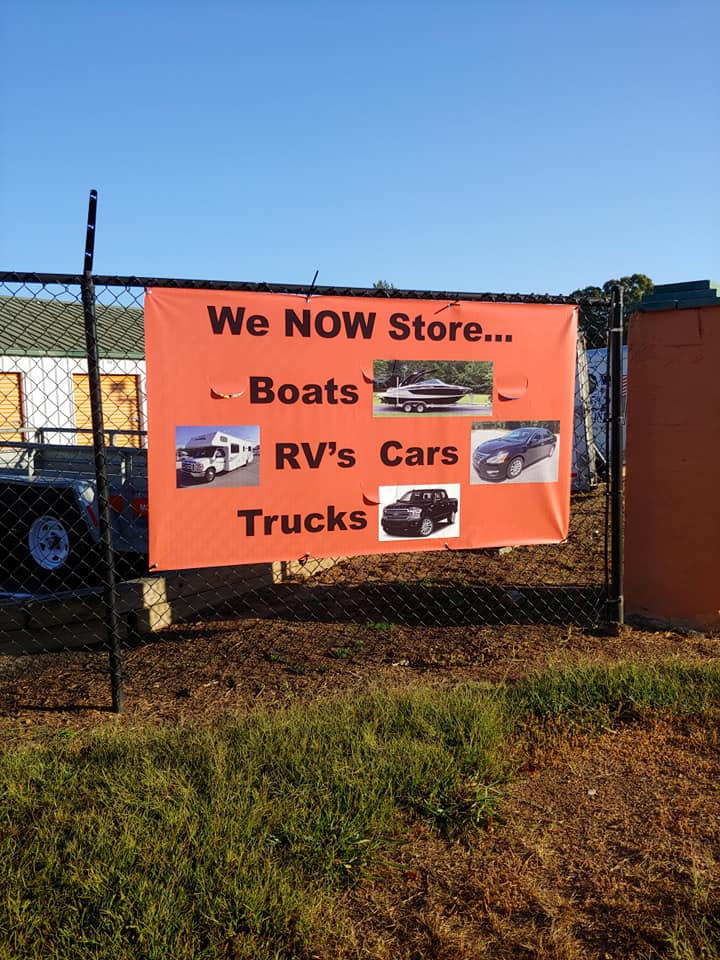 We NOW Store...
Boats
RV's Cars
Trucks